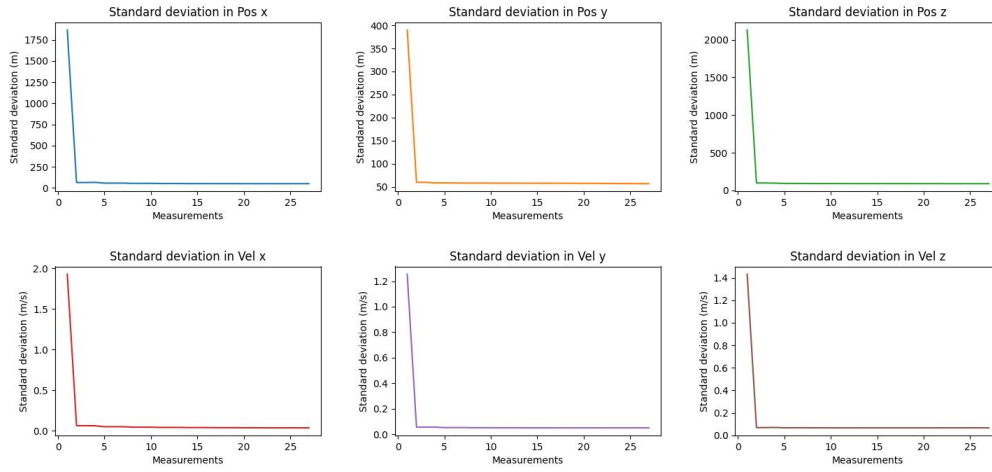 Standard deviation in Pos x
Standard deviation (m)
1750
1500
1250
1000
750
500
250
0
0 5 10 15 20 25
Measurements
Standard deviation in Pos y
Standard deviation (m)
400
350
300
250
200
150
100
50
0 5 10 15 20 25
Measurements
Standard deviation in Pos z
Standard deviation (m)
2000
1500
1000
500
0
0 5 10 15 20 25
Measurements
Standard deviation in Vel x
Standard deviation (m/s)
2.0
1.5
1.0
0.5
0.0
0 5 10 15 20 25
Measurements
Standard deviation in Vel y
Standard deviation (m/s)
1.2
1.0
0.8
0.6
0.4
0.2
0.0
0 5 10 15 20 25
Measurements
Standard deviation in Vel z
Standard deviation (m/s)
1.4
1.2
1.0
0.8
0.6
0.4
0.2
0.0
0 5 10 15 20 25
Measurements